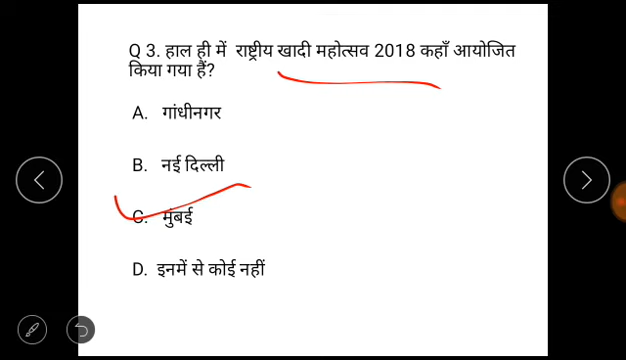 Q 3. हाल ही में राष्ट्रीय खादी महोत्सव 2018 कहाँ आयोजित
किया गया हैं?
A. गांधीनगर
B. नई दिल्ली
C. मुंबई
D. इनमें से कोई नहीं